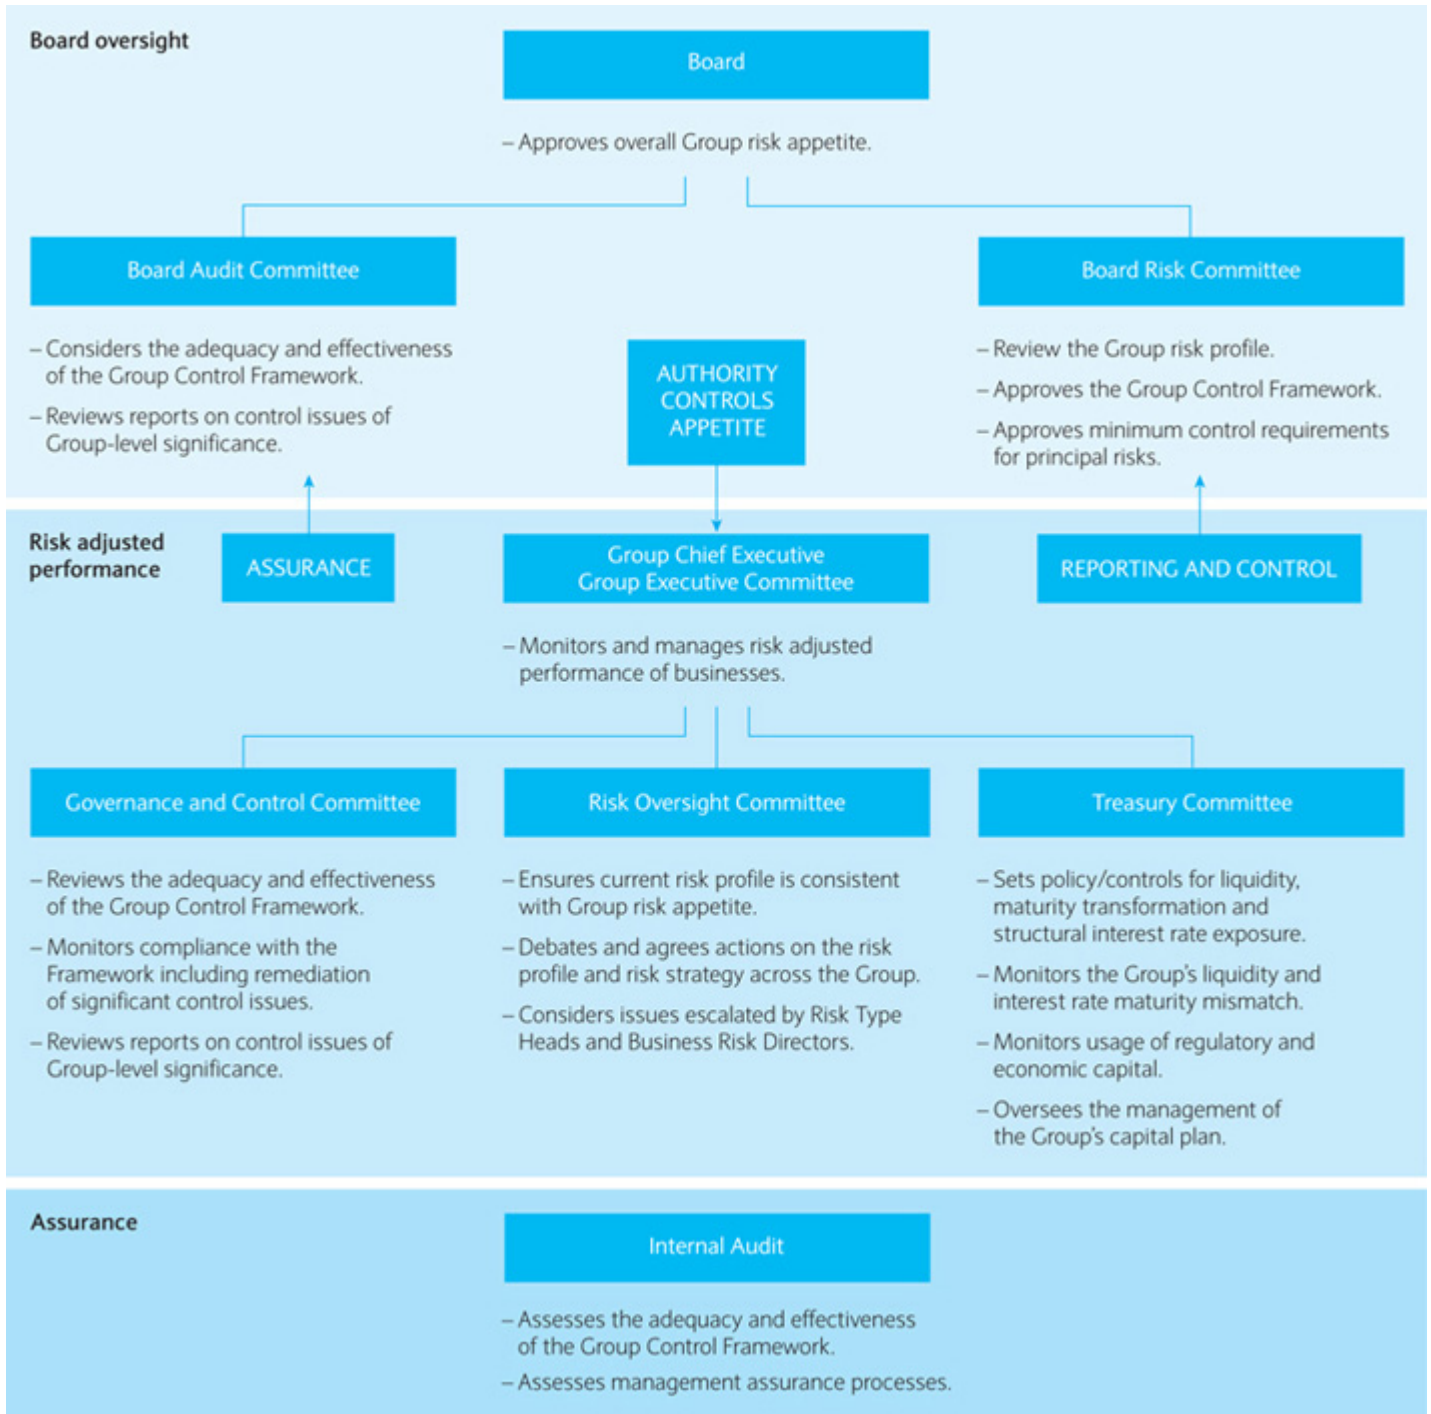 Board oversight
Board
– Approves overall Group risk appetite.
Board Audit Committee
– Considers the adequacy and effectiveness
of the Group Control Framework.
– Reviews reports on control issues of
Group-level significance.
AUTHORITY
CONTROLS
APPETITE
Board Risk Committee
– Review the Group risk profile.
– Approves the Group Control Framework.
– Approves minimum control requirements
for principal risks.
Risk adjusted
performance
ASSURANCE
Group Chief Executive
Group Executive Committee
– Monitors and manages risk adjusted
performance of businesses.
REPORTING AND CONTROL
Governance and Control Committee
– Reviews the adequacy and effectiveness
of the Group Control Framework.
– Monitors compliance with the
Framework including remediation
of significant control issues.
– Reviews reports on control issues of
Group-level significance.
Risk Oversight Committee
– Ensures current risk profile is consistent
with Group risk appetite.
– Debates and agrees actions on the risk
profile and risk strategy across the Group.
– Considers issues escalated by Risk Type
Heads and Business Risk Directors.
Treasury Committee
– Sets policy/controls for liquidity,
maturity transformation and
structural interest rate exposure.
– Monitors the Group's liquidity and
interest rate maturity mismatch.
– Monitors usage of regulatory and
economic capital.
– Oversees the management of
the Group's capital plan.
Assurance
Internal Audit
– Assesses the adequacy and effectiveness
of the Group Control Framework.
– Assesses management assurance processes.